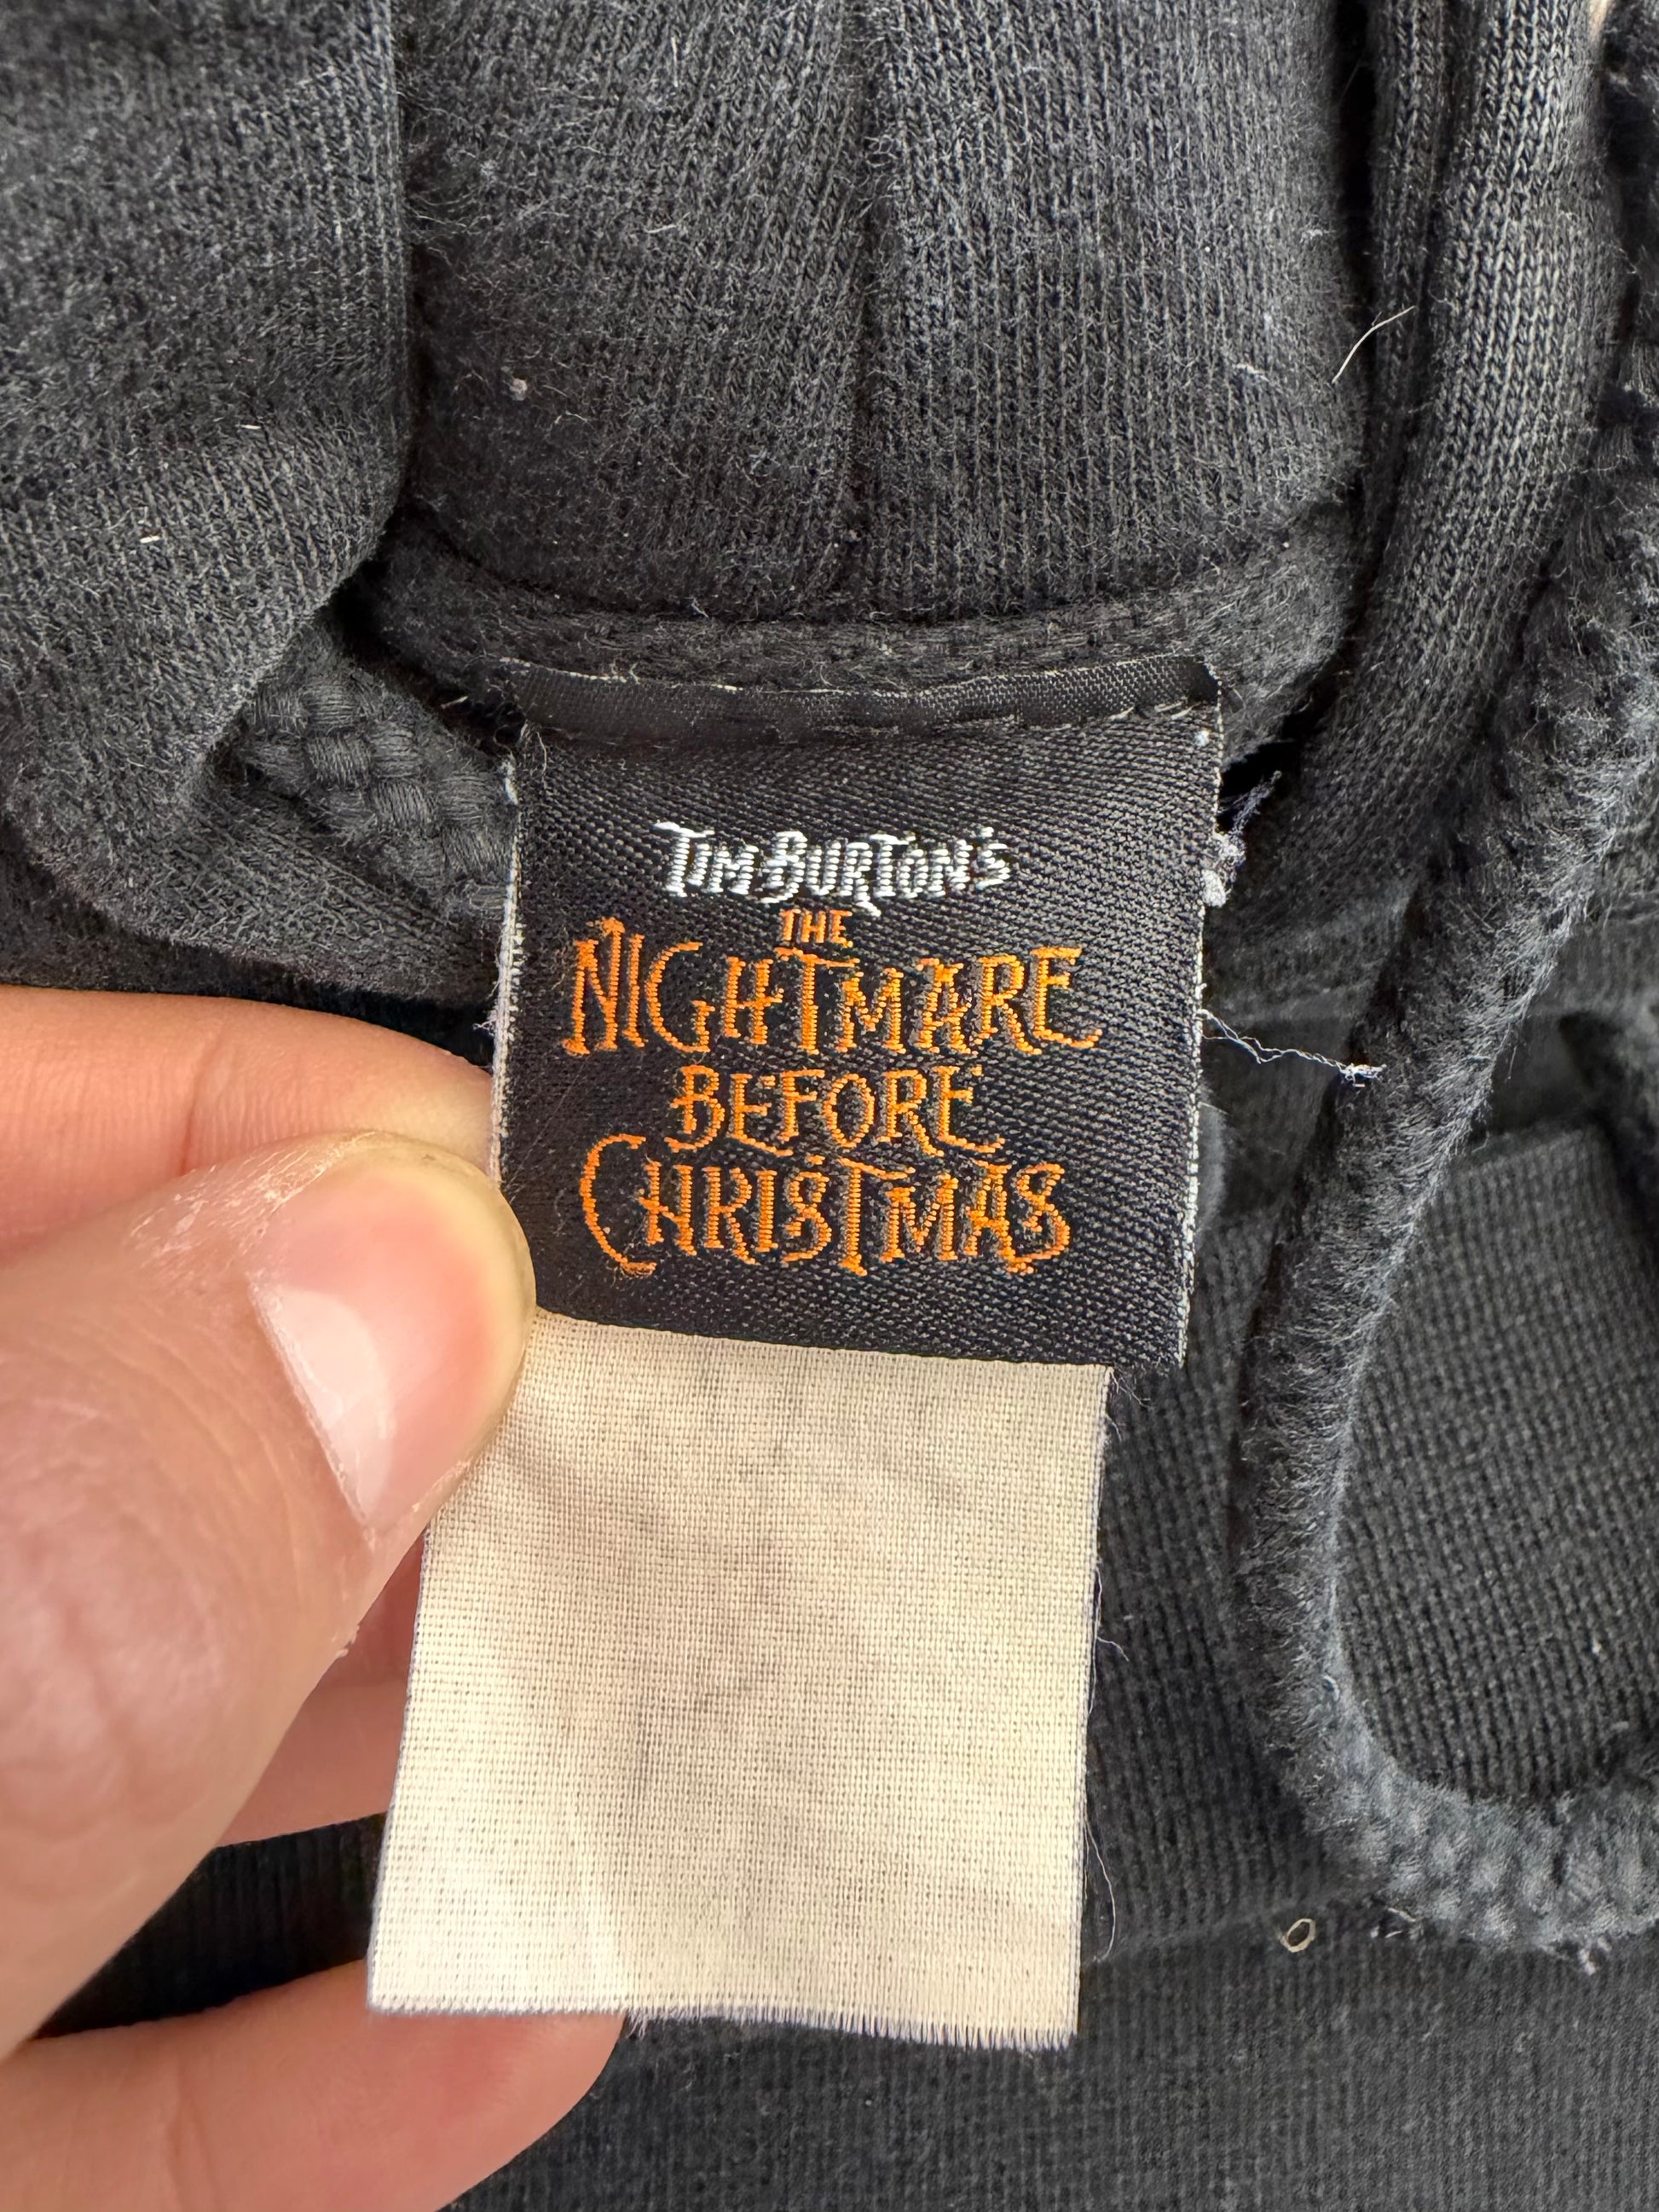 TIM BURTON'S
THE
NIGHTMARE
BEFORE
CHRISTMAS